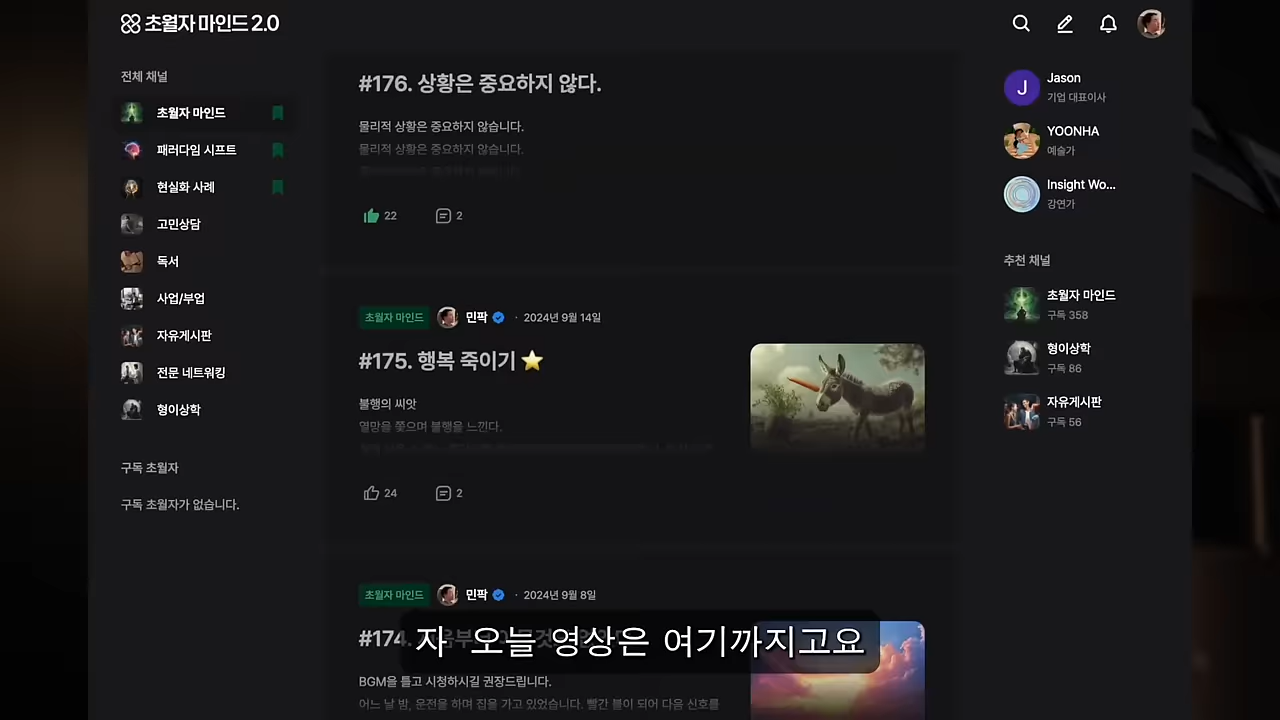 초월자 마인드 2.0
전체 채널
초월자 마인드
패러다임 시프트
현실화 사례
고민상담
독서
사업/부업
자유게시판
전문 네트워킹
형이상학
구독 초월자
구독 초월자가 없습니다.
#176. 상황은 중요하지 않다.
물리적 상황은 중요하지 않습니다.
물리적 상황은 중요하지 않습니다.
22 2
초월자 마인드 민팍 · 2024년 9월 14일
#175. 행복 죽이기 ⭐
불행의 씨앗
열망을 쫓으며 불행을 느낀다.
24 2
초월자 마인드 민팍 · 2024년 9월 8일
#174.
자 오늘 영상은 여기까지고요
BGM을 틀고 시청하시길 권장드립니다.
어느 날 밤, 운전을 하며 집을 가고 있었습니다. 빨간 불이 되어 다음 신호를
J
Jason
기업 대표이사
YOONHA
예술가
Insight Wo...
강연가
추천 채널
초월자 마인드
구독 358
형이상학
구독 86
자유게시판
구독 56